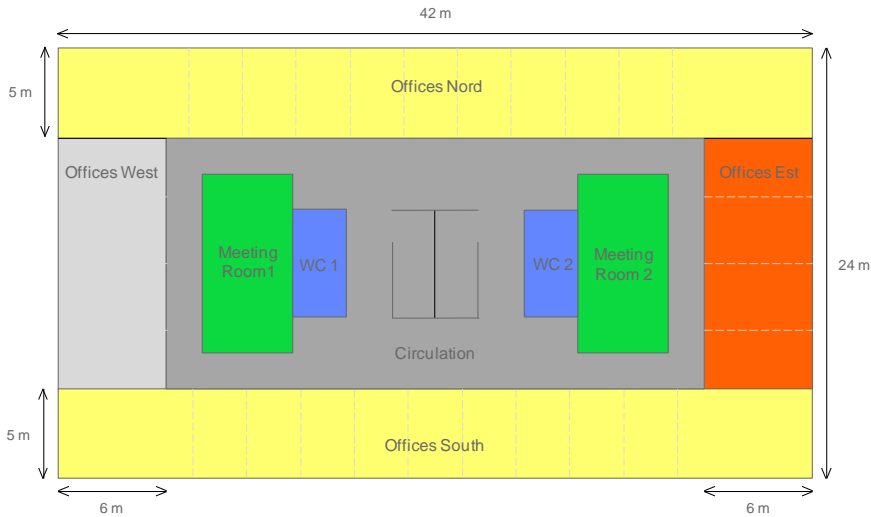 42 m
5 m
Offices Nord
Offices West
Offices Est
Meeting
Room1
WC 1
WC 2
Meeting
Room 2
24 m
Circulation
5 m
Offices South
6 m
6 m